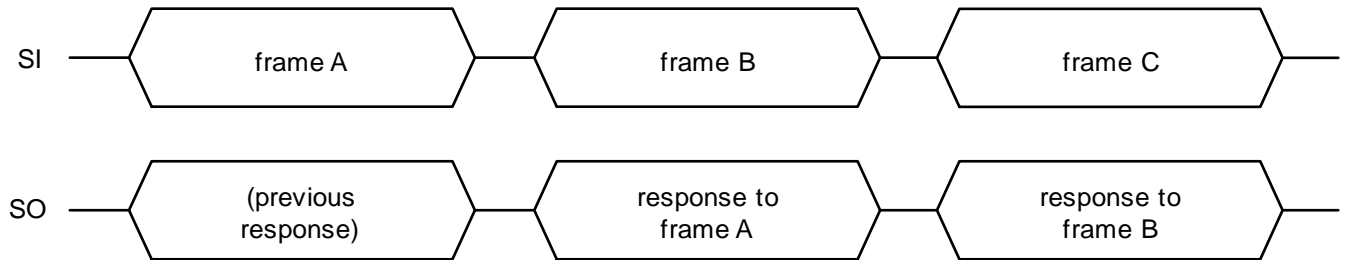 SI
frame A
frame B
frame C
SO
(previous
response)
response to
frame A
response to
frame B